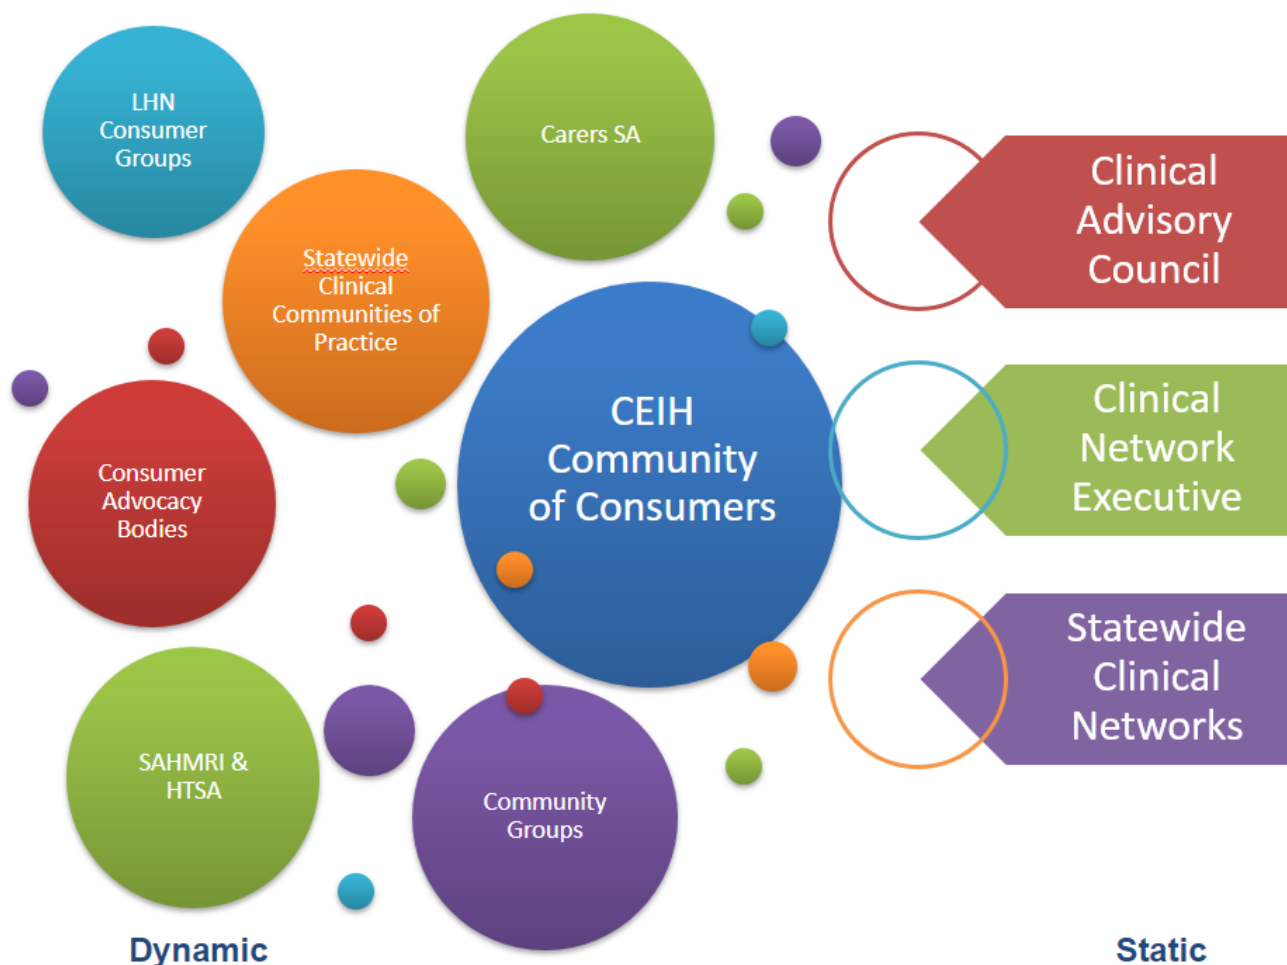 LHN
Consumer
Groups
Carers SA
Statewide
Clinical
Communities of
Practice
CEIH
Community
of Consumers
Consumer
Advocacy
Bodies
SAHMRI &
HTSA
Community
Groups
Dynamic
Clinical
Advisory
Council
Clinical
Network
Executive
Statewide
Clinical
Networks
Static